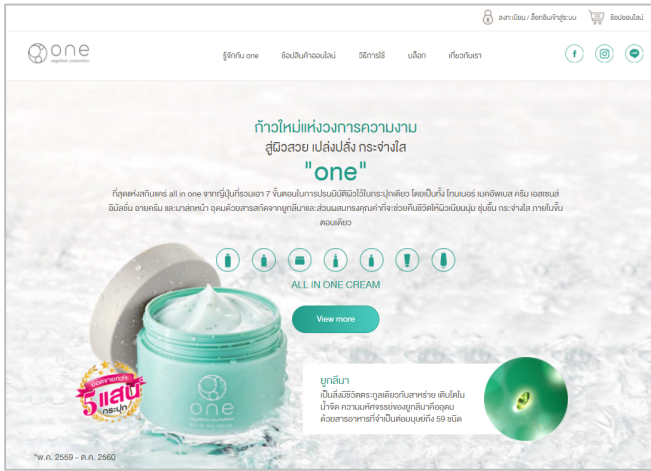 ลงทะเบียน / ล็อกอินเข้าสู่ระบบ ช้อปออนไลน์
one
รู้จักกับ one ช้อปสินค้าออนไลน์ วิธีการใช้ บล็อก เกี่ยวกับเรา
ก้าวใหม่แห่งวงการความงาม
สู่ผิวสวย เปล่งปลั่ง กระจ่างใส
"one"
ที่สุดแห่งสกินแคร์ all in one จากญี่ปุ่นที่รวมเอา 7 ขั้นตอนในการปรนนิบัติผิวไว้ในกระปุกเดียว โดยเป็นทั้ง โทนเนอร์ เมคอัพเบส ครีม เอสเซนส์
อิมัลชั่น อายครีม และมาส์กหน้า อุดมด้วยสารสกัดจากยูกลีนาและส่วนผสมทรงคุณค่าที่จะช่วยคืนชีวิตให้ผิวเนียนนุ่ม ชุ่มชื้น กระจ่างใส ภายในขั้น
ตอนเดียว
ALL IN ONE CREAM
View more
ยอดขายกว่า
5 แสน
กระปุก
one
ALL IN ONE CREAM
ยูกลีนา
เป็นสิ่งมีชีวิตตระกูลเดียวกับสาหร่าย เติบโตใน
น้ำจืด ความมหัศจรรย์ของยูกลีนาคืออุดม
ด้วยสารอาหารที่จำเป็นต่อมนุษย์ถึง 59 ชนิด
*พ.ค. 2559 - ต.ค. 2560